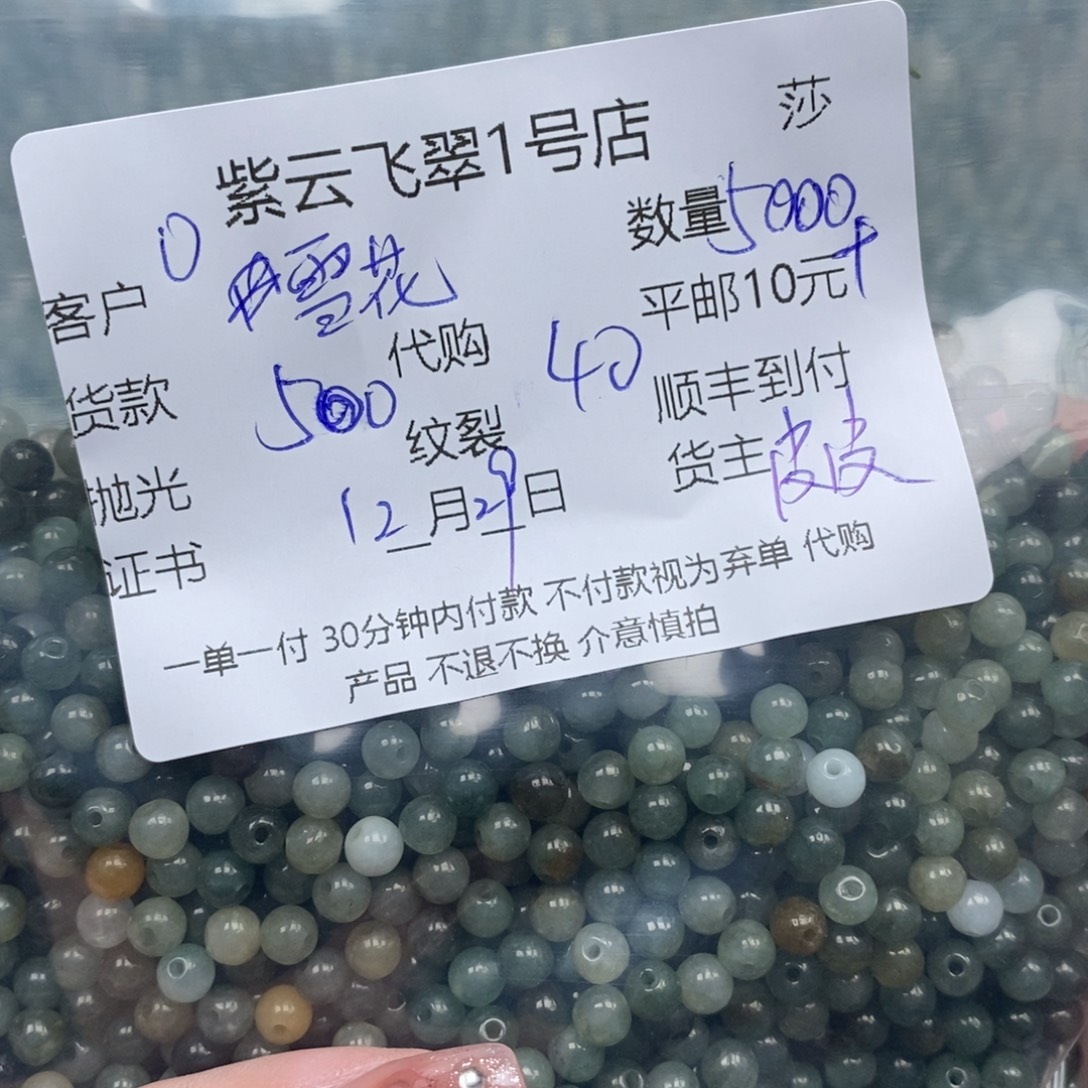 莎
紫云飞翠1号店
客户 0 雪花 数量5000+
代购 平邮10元
货款 500 40 顺丰到付
纹裂 货主皮皮
抛光 12月29日
证书
一单一付 30分钟内付款 不付款视为弃单 代购
产品 不退不换 介意慎拍